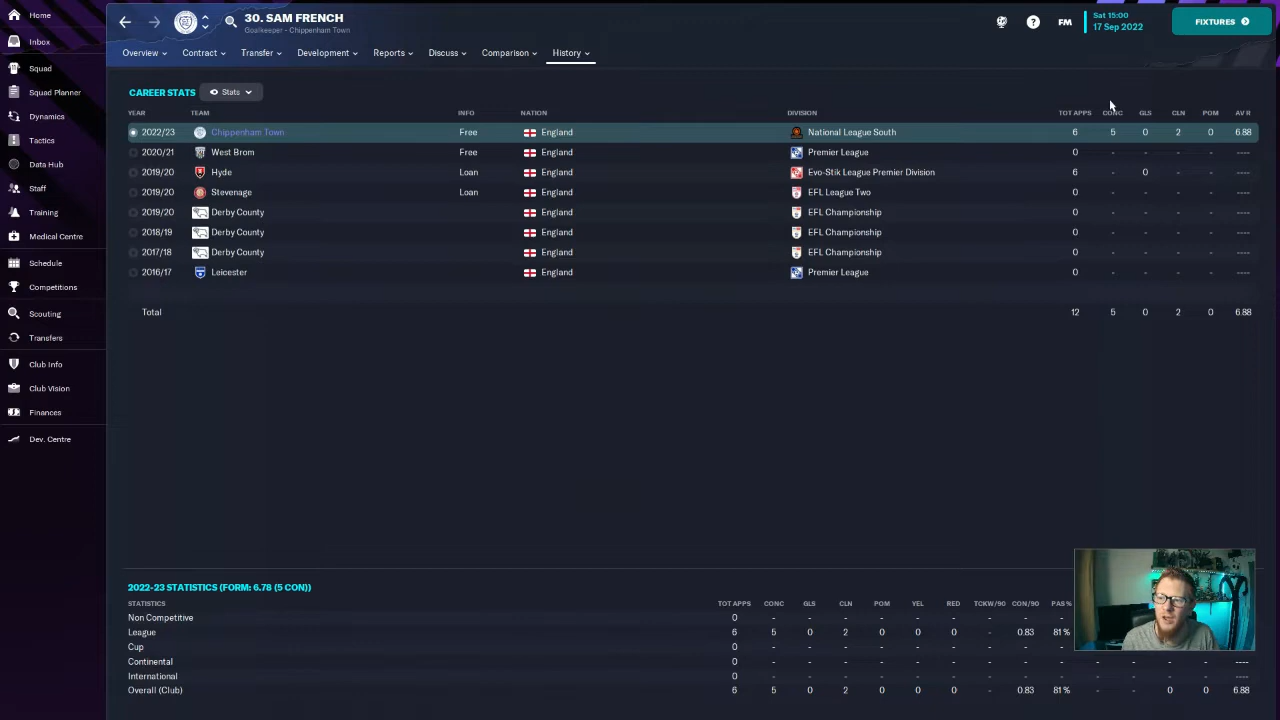 Home
Inbox
Squad
Squad Planner
Dynamics
Tactics
Data Hub
Staff
Training
Medical Centre
Schedule
Competitions
Scouting
Transfers
Club Info
Club Vision
Finances
Dev. Centre
30. SAM FRENCH
Goalkeeper - Chippenham Town
? FM Sat 15:00
17 Sep 2022
FIXTURES
Overview Contract Transfer Development Reports Discuss Comparison History
CAREER STATS Stats
YEAR TEAM INFO NATION DIVISION TOT APPS CONC GLS CLN POM AV R
2022/23 Chippenham Town Free England National League South 6 5 0 2 0 6.88
2020/21 West Brom Free England Premier League 0 - - - - ----
2019/20 Hyde Loan England Evo-Stik League Premier Division 6 - 0 - - ----
2019/20 Stevenage Loan England EFL League Two 0 - - - - ----
2019/20 Derby County England EFL Championship 0 - - - - ----
2018/19 Derby County England EFL Championship 0 - - - - ----
2017/18 Derby County England EFL Championship 0 - - - - ----
2016/17 Leicester England Premier League 0 - - - - ----
Total 12 5 0 2 0 6.88
2022-23 STATISTICS (FORM: 6.78 (5 CON))
STATISTICS TOT APPS CONC GLS CLN POM YEL RED TCKW/90 CON/90 PAS %
Non Competitive 0 - - - - - - - - -
League 6 5 0 2 0 0 0 - 0.83 81 %
Cup 0 - - - - - - - - -
Continental 0 - - - - - - - - - - - - - ----
International 0 - - - - - - - - - - - - - ----
Overall (Club) 6 5 0 2 0 0 0 - 0.83 81 % - - 0 0 6.88